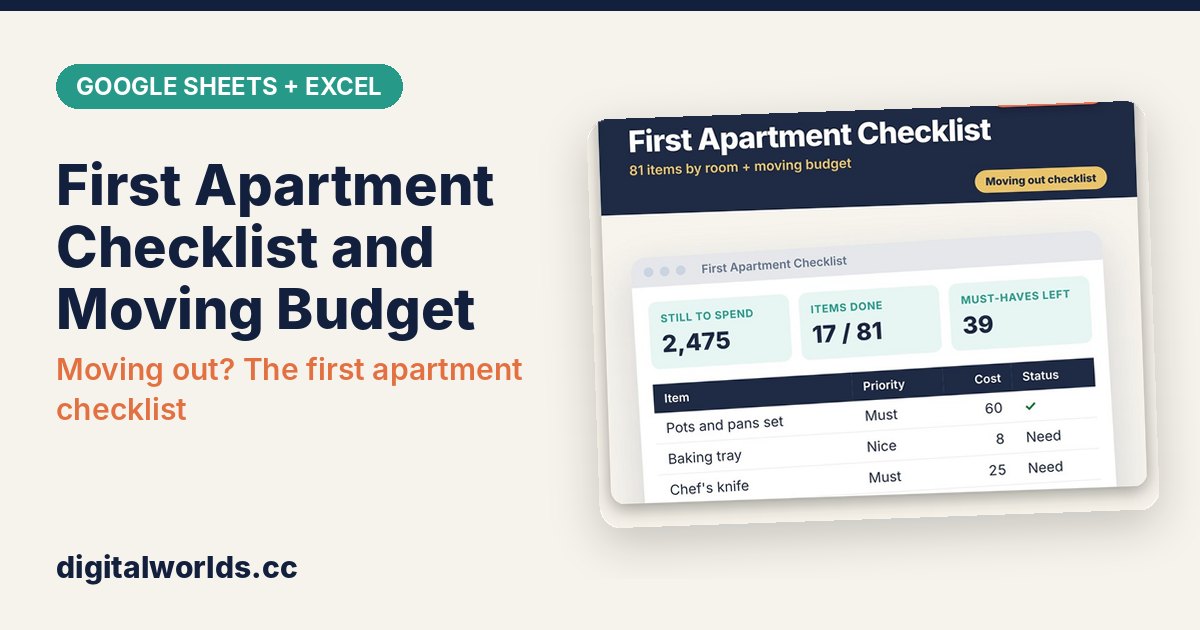 GOOGLE SHEETS + EXCEL
First Apartment
Checklist and
Moving Budget
Moving out? The first apartment
checklist
digitalworlds.cc
First Apartment Checklist
81 items by room + moving budget
Moving out checklist
First Apartment Checklist
STILL TO SPEND
2,475
ITEMS DONE
17 / 81
MUST-HAVES LEFT
39
Item Priority Cost Status
Pots and pans set Must 60 ✓
Baking tray Nice 8 Need
Chef's knife Must 25 Need